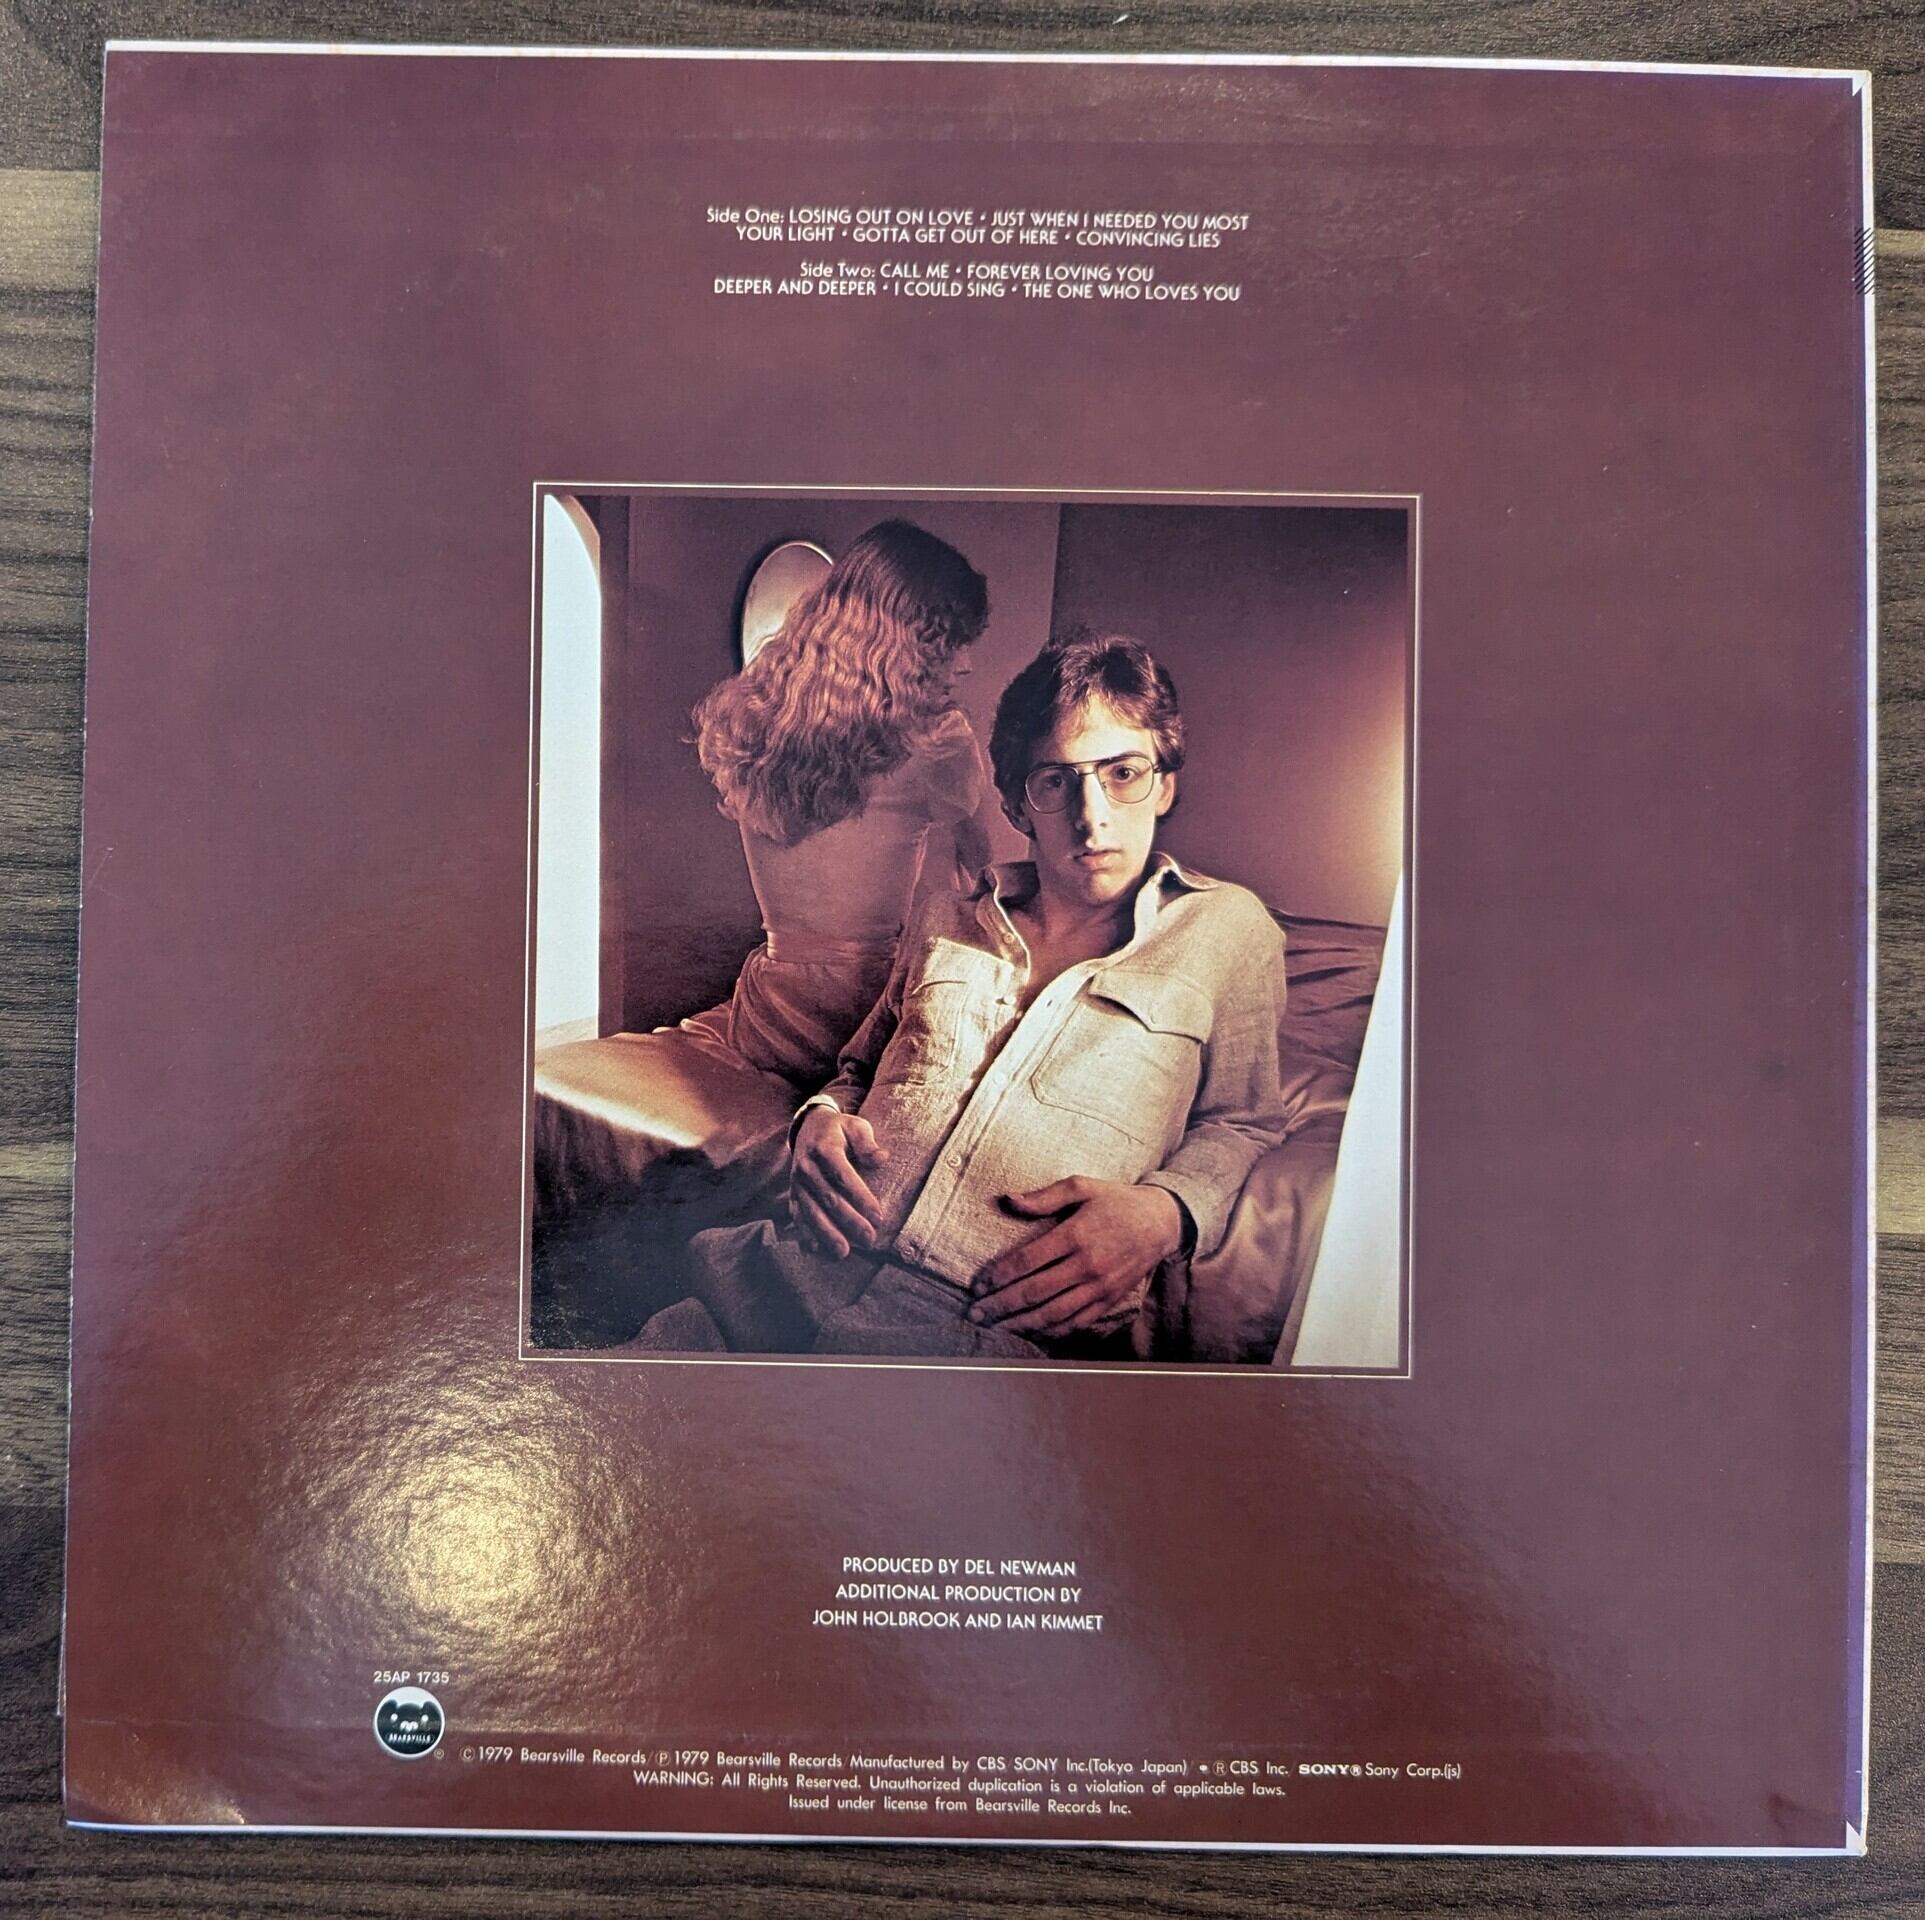 Side One: LOSING OUT ON LOVE • JUST WHEN I NEEDED YOU MOST
YOUR LIGHT • GOTTA GET OUT OF HERE • CONVINCING LIES
Side Two: CALL ME • FOREVER LOVING YOU
DEEPER AND DEEPER • I COULD SING • THE ONE WHO LOVES YOU
PRODUCED BY DEL NEWMAN
ADDITIONAL PRODUCTION BY
JOHN HOLBROOK AND IAN KIMMET
25AP 1735
BEARSVILLE
®
Ⓒ1979 Bearsville Records/Ⓟ1979 Bearsville Records/Manufactured by CBS/SONY Inc.(Tokyo Japan)/ • ®CBS Inc. SONY® Sony Corp.(js)
WARNING: All Rights Reserved. Unauthorized duplication is a violation of applicable laws.
Issued under license from Bearsville Records Inc.